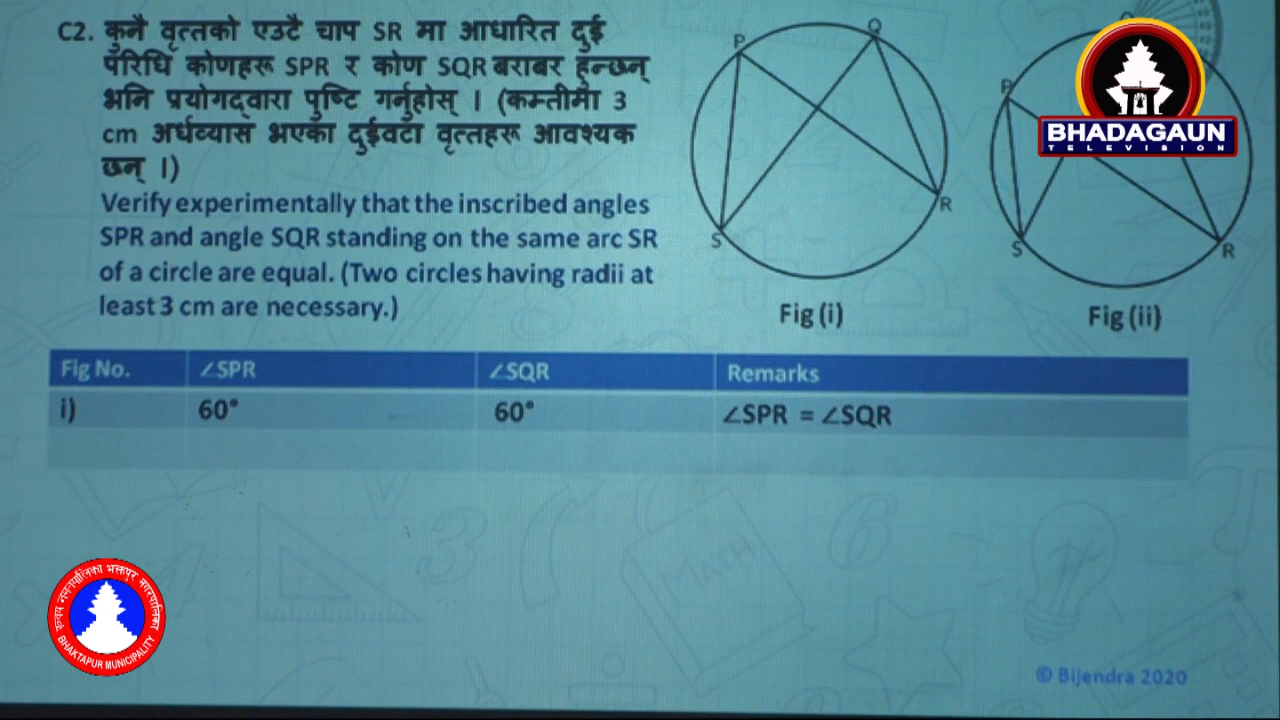 C2. कुनै वृत्तको एउटै चाप SR मा आधारित दुई
परिधि कोणहरू SPR र कोण SQR बराबर हुन्छन्
भनि प्रयोगद्वारा पुष्टि गर्नुहोस् । (कम्तीमा 3
cm अर्धव्यास भएका दुईवटा वृत्तहरू आवश्यक
छन् ।)
Verify experimentally that the inscribed angles
SPR and angle SQR standing on the same arc SR
of a circle are equal. (Two circles having radii at
least 3 cm are necessary.)
P
Q
S
R
Fig (i)
P
S
R
Fig (ii)
BHADAGAUN
TELEVISION
Fig No. ∠SPR ∠SQR Remarks
i) 60° 60° ∠SPR = ∠SQR
MATH
3
6
BHAKTAPUR MUNICIPALITY
© Bijendra 2020